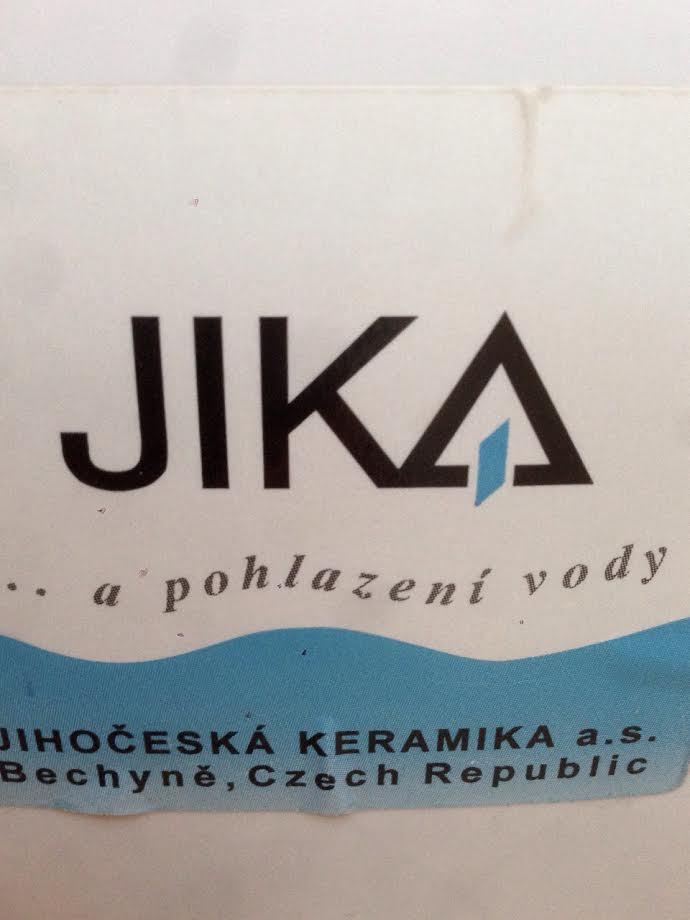 JIKA
.. a pohlazení vody
JIHOČESKÁ KERAMIKA a.s.
Bechyně, Czech Republic